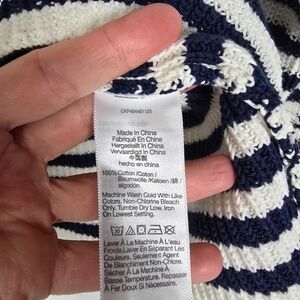 Made In China
Fabriqué En Chine
Hergestellt In China
Vervaardigd In China
中国製
hecho en china
100% Cotton /Coton /
Baumwolle /Katoen /綿 /
algodón
Machine Wash Cold With Like
Colors, Non-Chlorine Bleach
Only, Tumble Dry Low, Iron
On Lowest Setting.
Laver À La Machine À L'eau
Froide, Laver En Séparant Les
Couleurs, Seulement Agent
De Blanchiment Non-Chlore,
Sécher À La Machine À
Basse Température, Repasser
À Fer Doux Si Nécessaire.